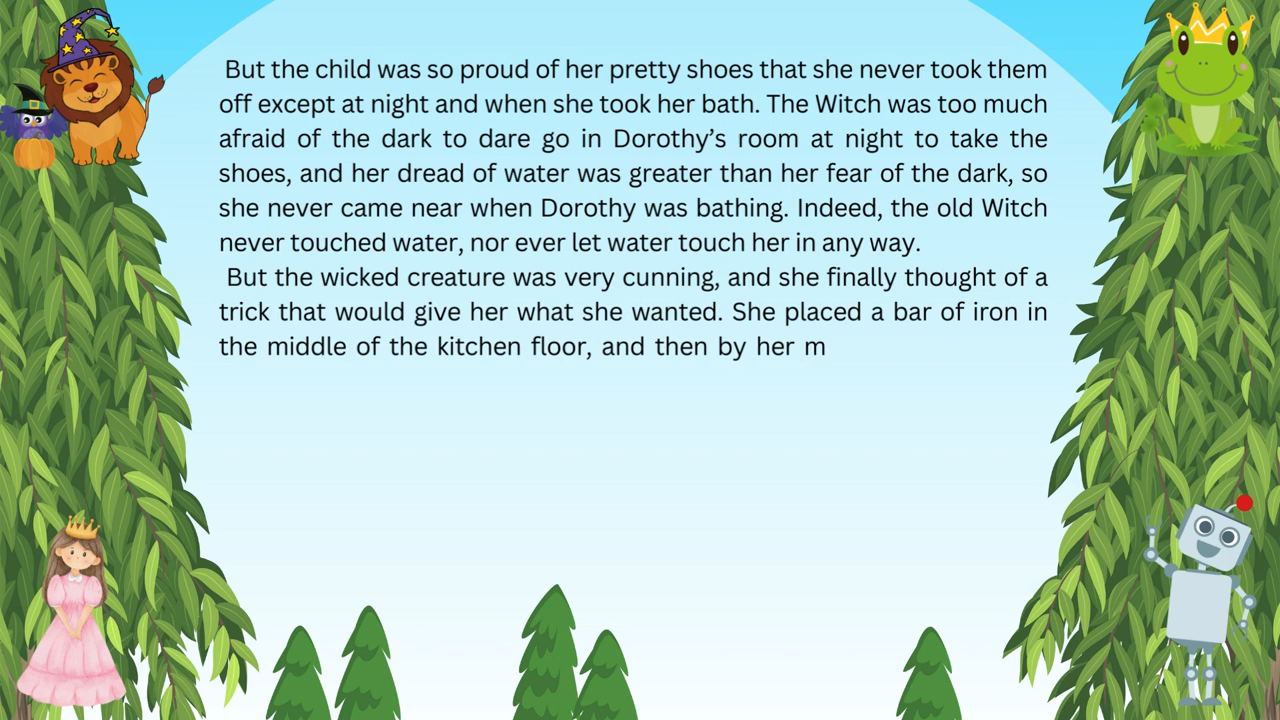 But the child was so proud of her pretty shoes that she never took them
off except at night and when she took her bath. The Witch was too much
afraid of the dark to dare go in Dorothy’s room at night to take the
shoes, and her dread of water was greater than her fear of the dark, so
she never came near when Dorothy was bathing. Indeed, the old Witch
never touched water, nor ever let water touch her in any way.
But the wicked creature was very cunning, and she finally thought of a
trick that would give her what she wanted. She placed a bar of iron in
the middle of the kitchen floor, and then by her m